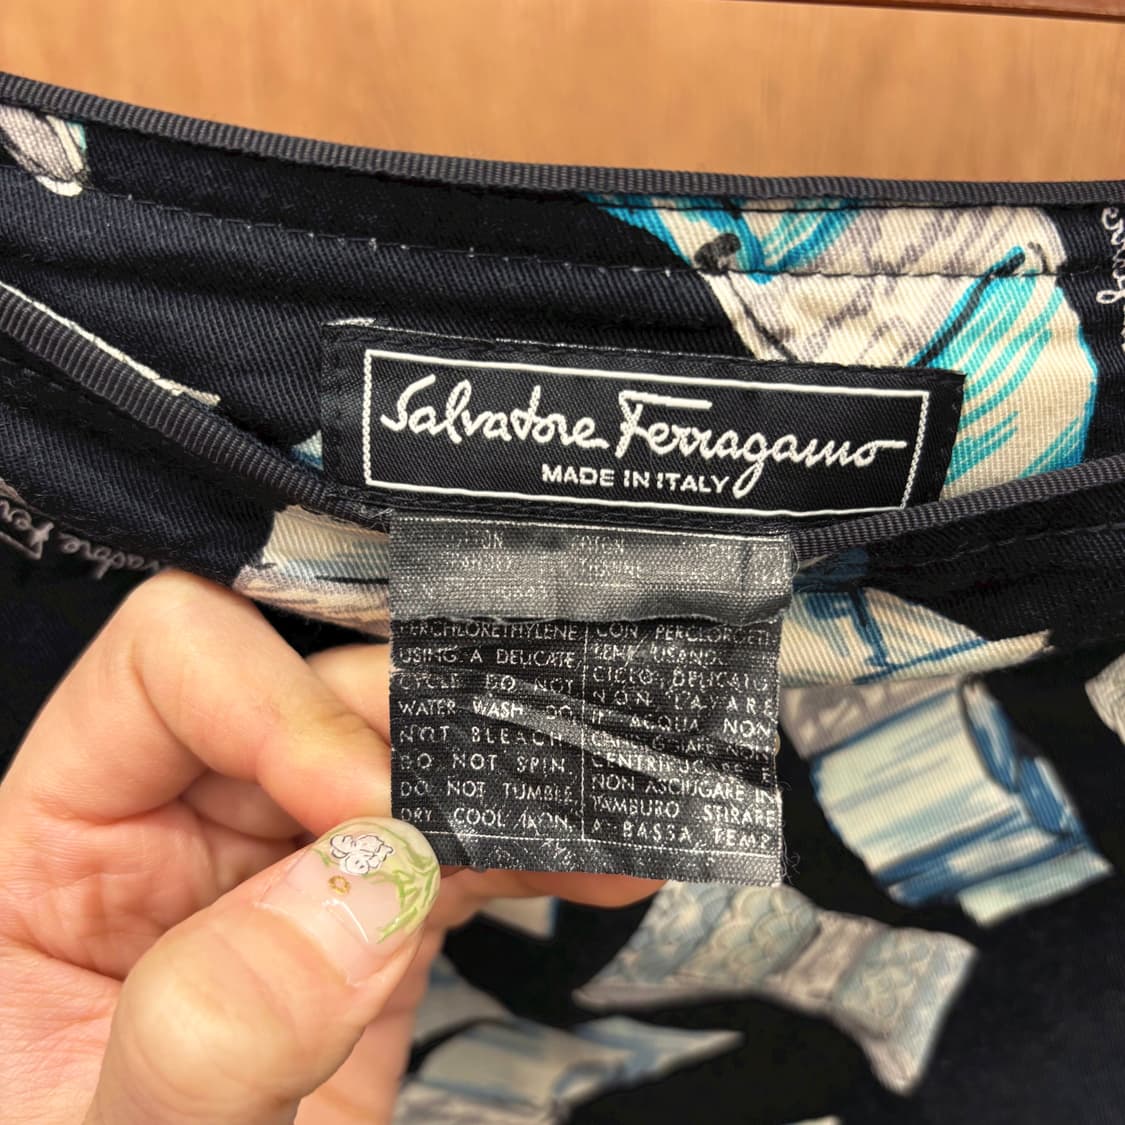 Salvatore Ferragamo
MADE IN ITALY
COTTON
PERCHLORETHYLENE
USING A DELICATE
CYCLE DO NOT
WATER WASH DO
NOT BLEACH
DO NOT SPIN.
DO NOT TUMBLE
DRY COOL IRON.
CON PERCLOROETI
LENE USANDO
CICLO DELICATO
NON LAVARE
IN ACQUA NON
CANDEGGIARE NON
CENTRIFUGARE E
NON ASCIUGARE IN
TAMBURO STIRARE
A BASSA TEMP